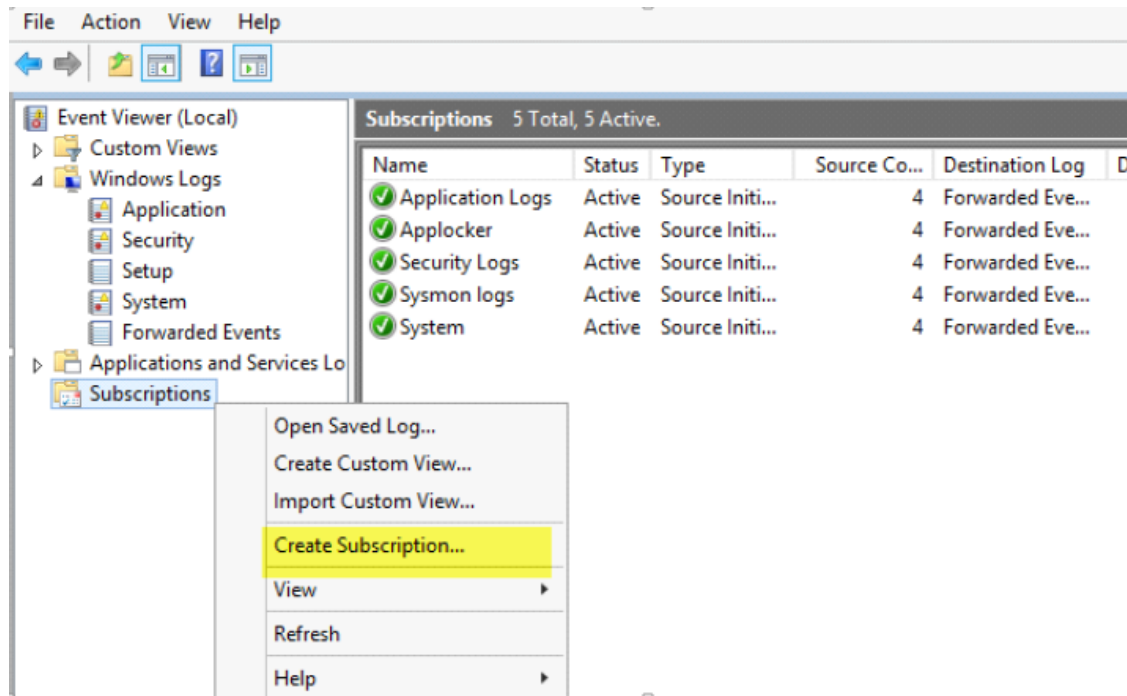 File Action View Help
Event Viewer (Local)
Custom Views
Windows Logs
Application
Security
Setup
System
Forwarded Events
Applications and Services Lo
Subscriptions
Subscriptions 5 Total, 5 Active.
Name Status Type Source Co... Destination Log D
Application Logs Active Source Initi... 4 Forwarded Eve...
Applocker Active Source Initi... 4 Forwarded Eve...
Security Logs Active Source Initi... 4 Forwarded Eve...
Sysmon logs Active Source Initi... 4 Forwarded Eve...
System Active Source Initi... 4 Forwarded Eve...
Open Saved Log...
Create Custom View...
Import Custom View...
Create Subscription...
View
Refresh
Help